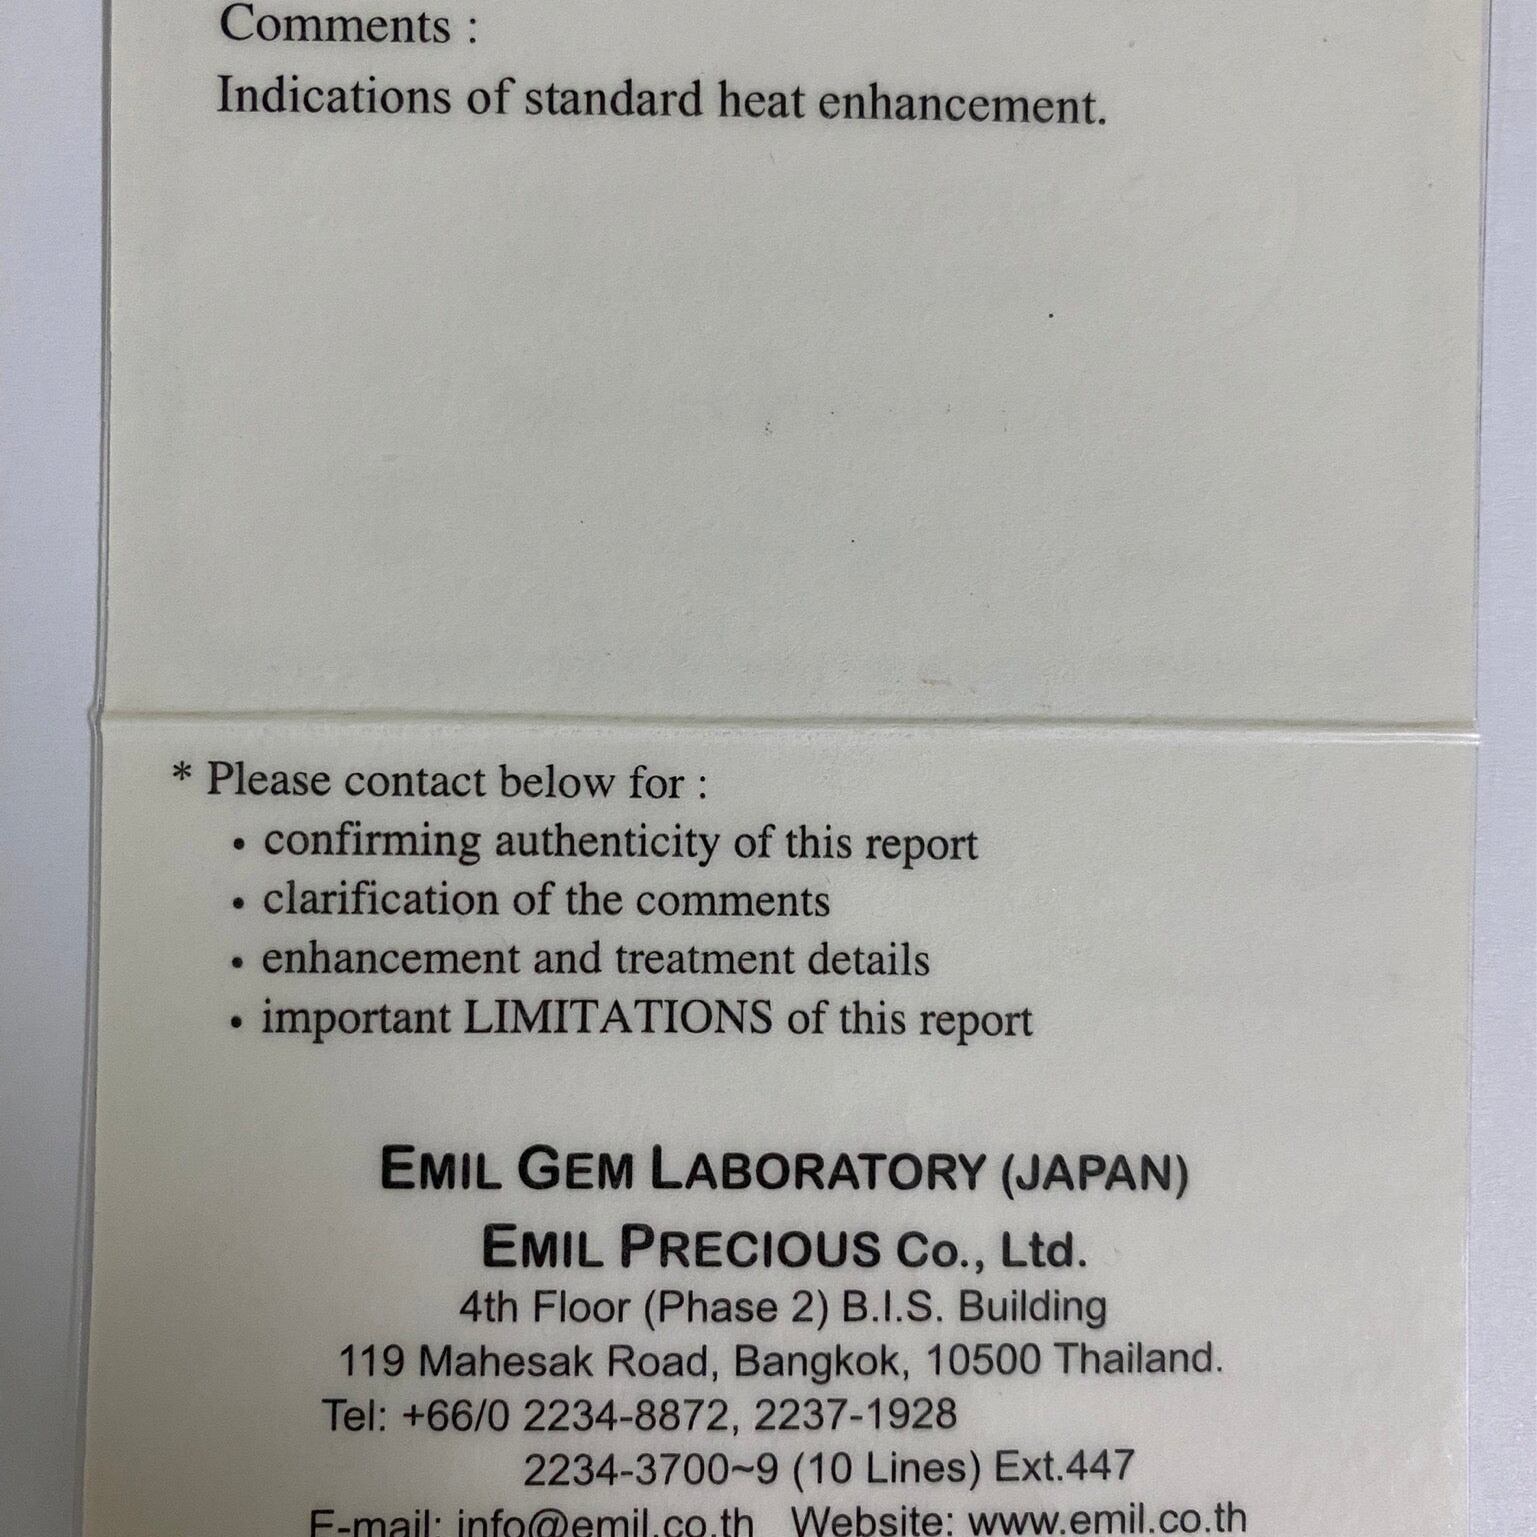 Comments :
Indications of standard heat enhancement.
* Please contact below for :
• confirming authenticity of this report
• clarification of the comments
• enhancement and treatment details
• important LIMITATIONS of this report
EMIL GEM LABORATORY (JAPAN)
EMIL PRECIOUS Co., Ltd.
4th Floor (Phase 2) B.I.S. Building
119 Mahesak Road, Bangkok, 10500 Thailand.
Tel: +66/0 2234-8872, 2237-1928
2234-3700~9 (10 Lines) Ext.447
E-mail: info@emil.co.th Website: www.emil.co.th